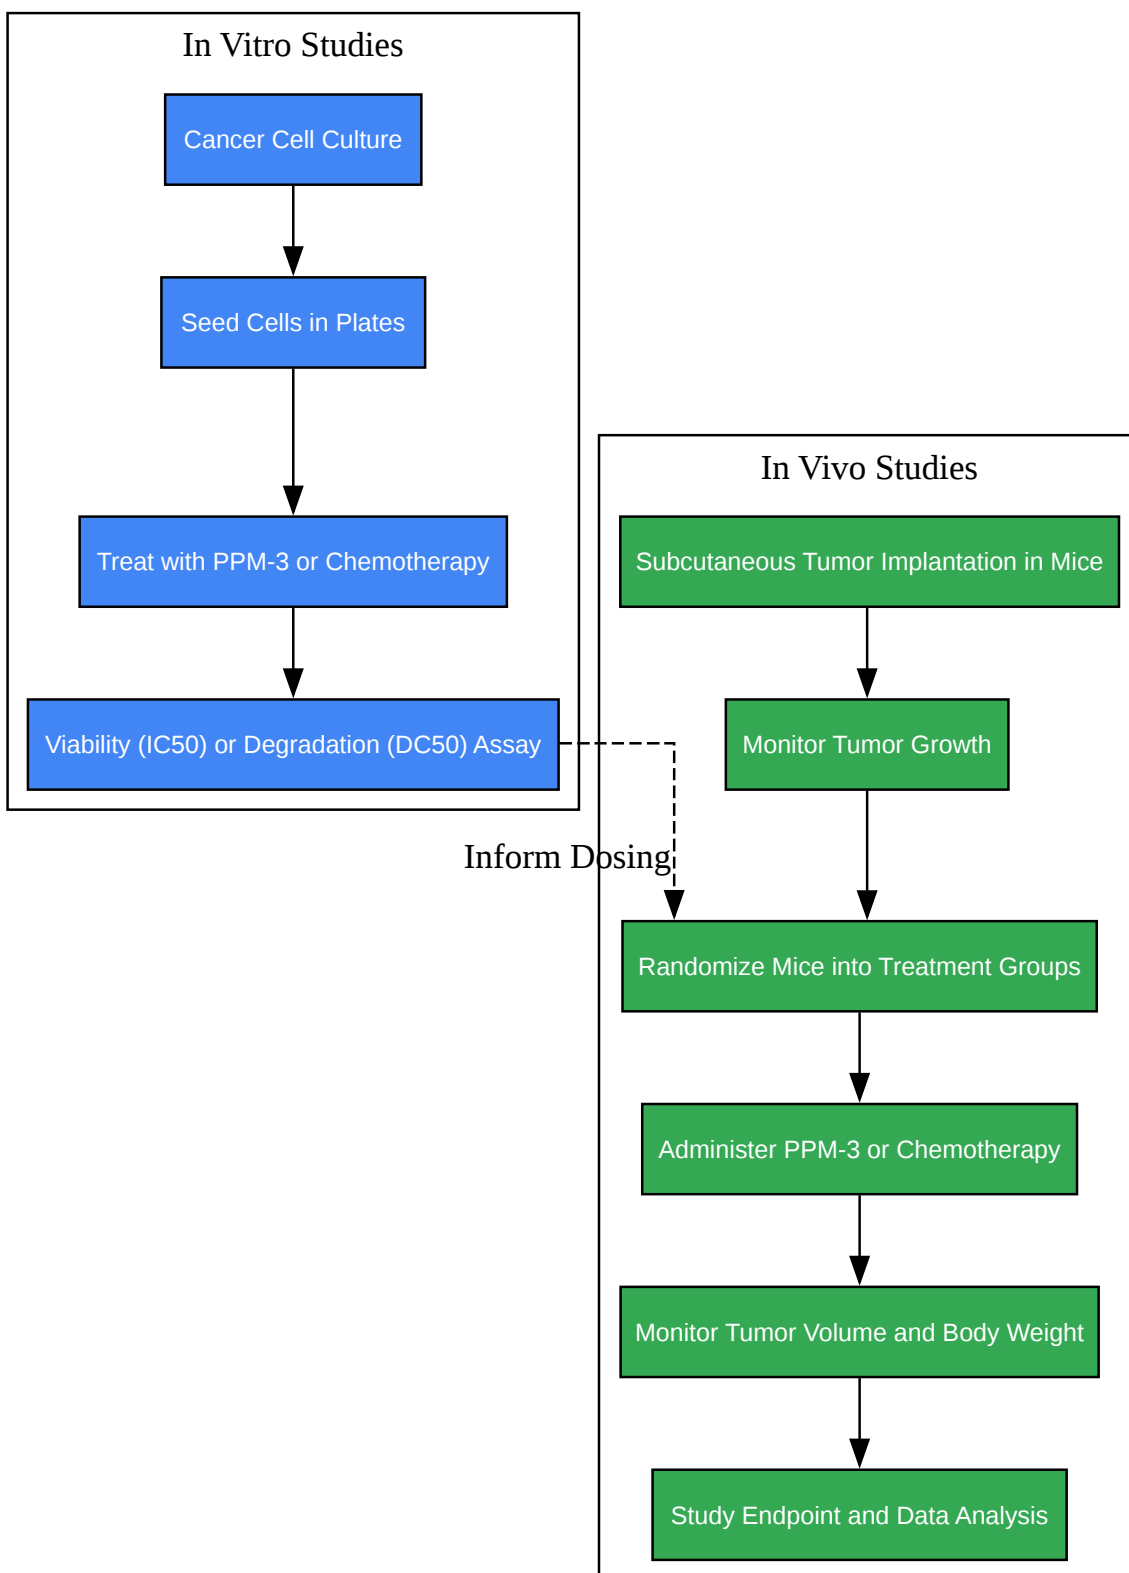 In Vitro Studies
Cancer Cell Culture
Seed Cells in Plates
Treat with PPM-3 or Chemotherapy
Viability (IC50) or Degradation (DC50) Assay
Inform Dosing
In Vivo Studies
Subcutaneous Tumor Implantation in Mice
Monitor Tumor Growth
Randomize Mice into Treatment Groups
Administer PPM-3 or Chemotherapy
Monitor Tumor Volume and Body Weight
Study Endpoint and Data Analysis